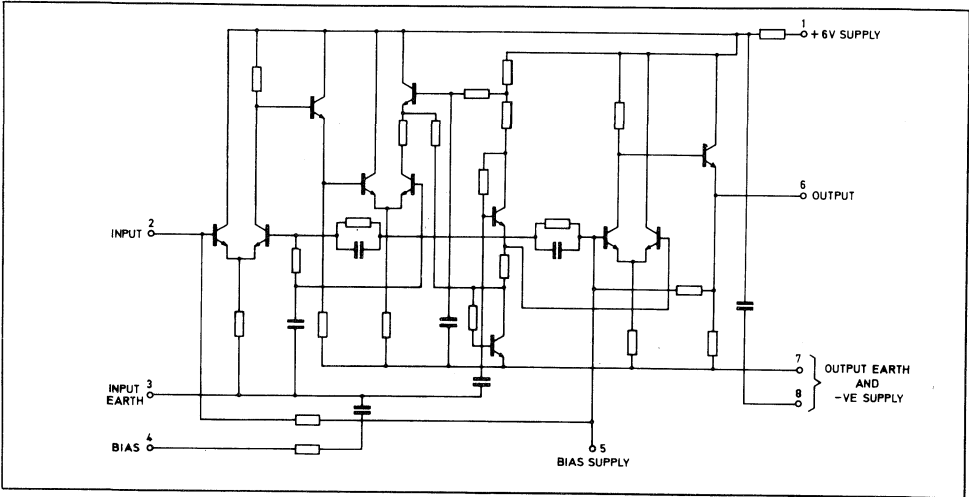 1
+6V SUPPLY
6
OUTPUT
2
INPUT
7
OUTPUT EARTH
AND
-VE SUPPLY
8
3
INPUT
EARTH
4
BIAS
5
BIAS SUPPLY